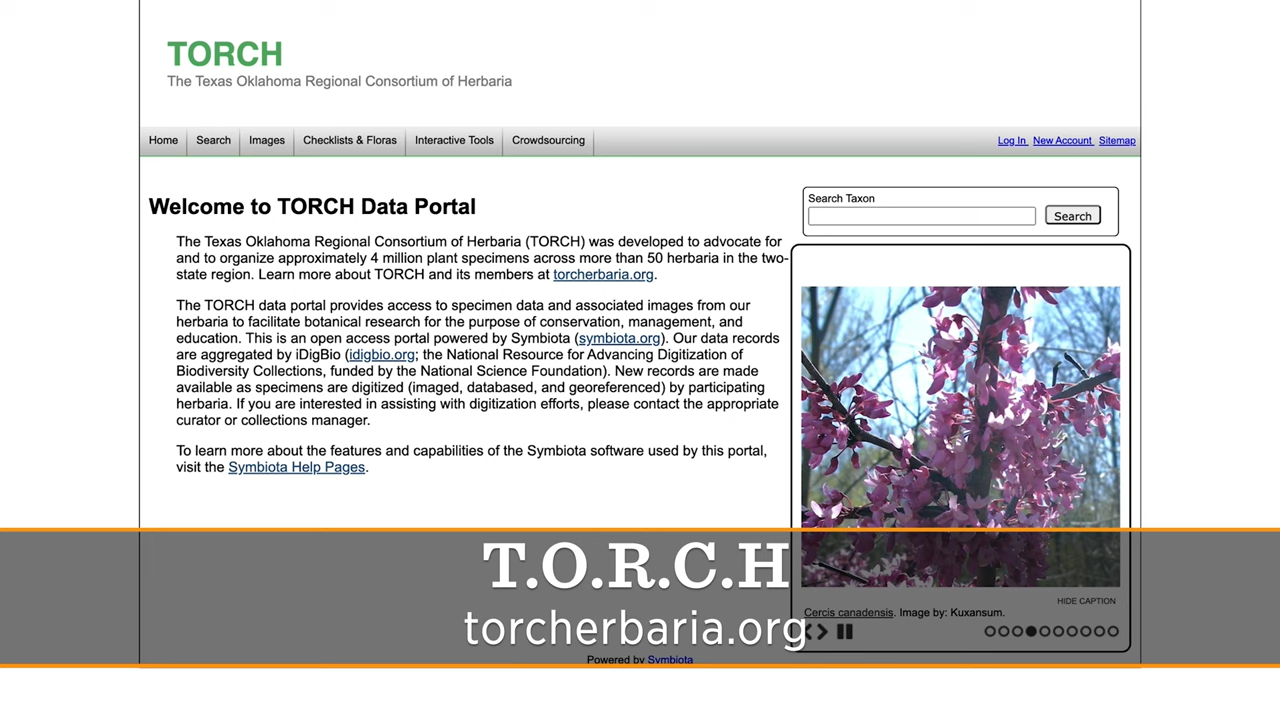 TORCH
The Texas Oklahoma Regional Consortium of Herbaria
Home Search Images Checklists & Floras Interactive Tools Crowdsourcing Log In New Account Sitemap
Welcome to TORCH Data Portal
The Texas Oklahoma Regional Consortium of Herbaria (TORCH) was developed to advocate for
and to organize approximately 4 million plant specimens across more than 50 herbaria in the two-
state region. Learn more about TORCH and its members at torcherbaria.org.
The TORCH data portal provides access to specimen data and associated images from our
herbaria to facilitate botanical research for the purpose of conservation, management, and
education. This is an open access portal powered by Symbiota (symbiota.org). Our data records
are aggregated by iDigBio (idigbio.org; the National Resource for Advancing Digitization of
Biodiversity Collections, funded by the National Science Foundation). New records are made
available as specimens are digitized (imaged, databased, and georeferenced) by participating
herbaria. If you are interested in assisting with digitization efforts, please contact the appropriate
curator or collections manager.
To learn more about the features and capabilities of the Symbiota software used by this portal,
visit the Symbiota Help Pages.
Search Taxon
Search
HIDE CAPTION
Cercis canadensis. Image by: Kuxansum.
T.O.R.C.H
torcherbaria.org
Powered by Symbiota